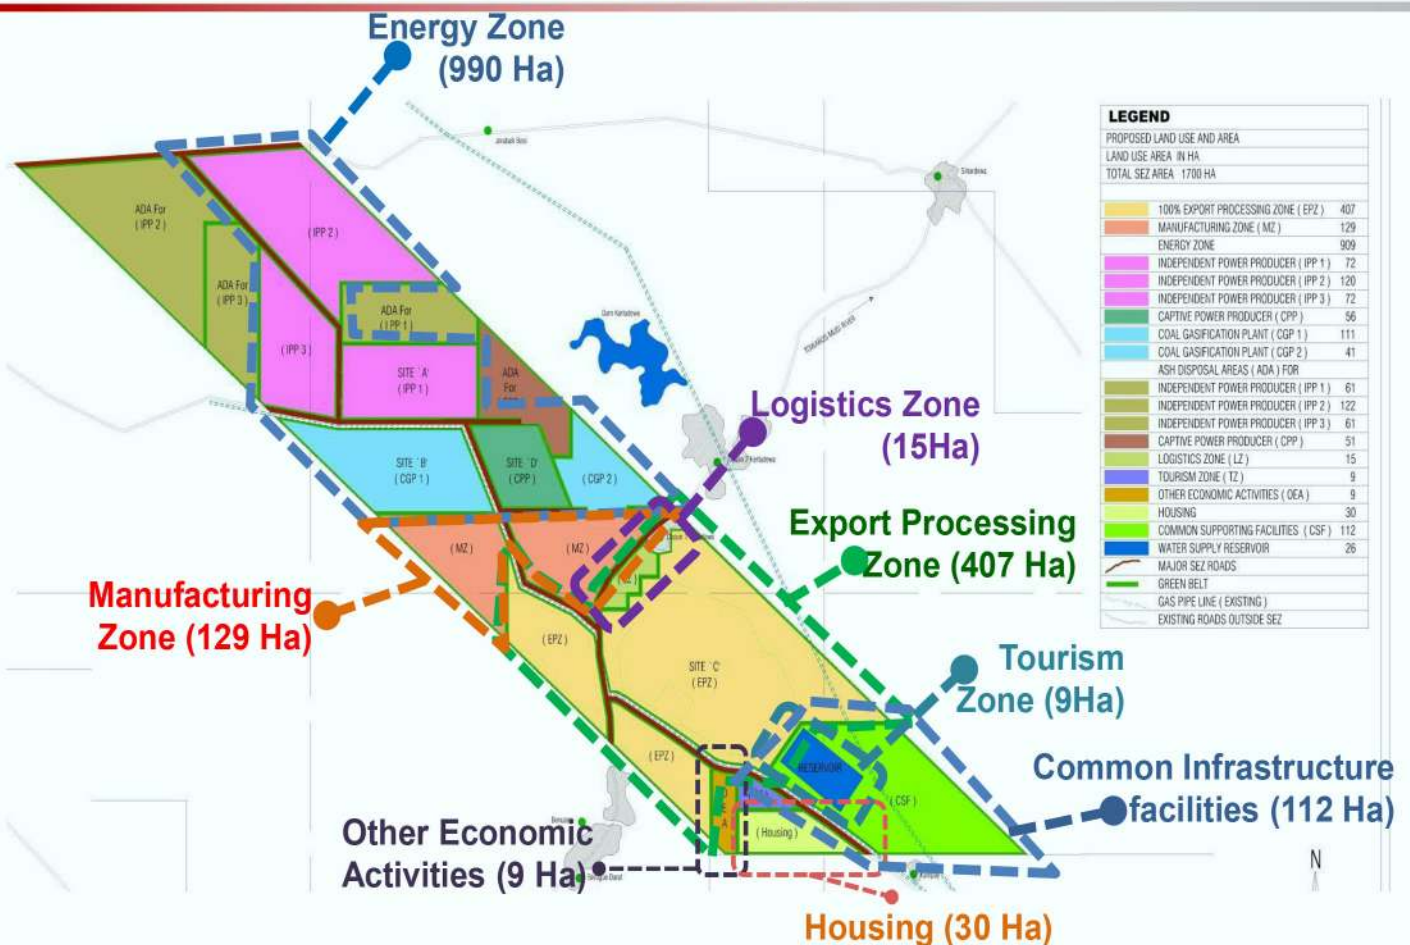 Energy Zone
(990 Ha)
LEGEND
PROPOSED LAND USE AND AREA
LAND USE AREA IN HA
TOTAL SEZ AREA 1700 HA
100% EXPORT PROCESSING ZONE ( EPZ ) 407
MANUFACTURING ZONE ( MZ ) 129
ENERGY ZONE 909
INDEPENDENT POWER PRODUCER ( IPP 1 ) 72
INDEPENDENT POWER PRODUCER ( IPP 2 ) 120
INDEPENDENT POWER PRODUCER ( IPP 3 ) 72
CAPTIVE POWER PRODUCER ( CPP ) 56
COAL GASIFICATION PLANT ( CGP 1 ) 111
COAL GASIFICATION PLANT ( CGP 2 ) 41
ASH DISPOSAL AREAS ( ADA ) FOR
INDEPENDENT POWER PRODUCER ( IPP 1 ) 61
INDEPENDENT POWER PRODUCER ( IPP 2 ) 122
INDEPENDENT POWER PRODUCER ( IPP 3 ) 61
CAPTIVE POWER PRODUCER ( CPP ) 51
LOGISTICS ZONE ( LZ ) 15
TOURISM ZONE ( TZ ) 9
OTHER ECONOMIC ACTIVITIES ( OEA ) 9
HOUSING 30
COMMON SUPPORTING FACILITIES ( CSF ) 112
WATER SUPPLY RESERVOIR 26
MAJOR SEZ ROADS
GREEN BELT
GAS PIPE LINE ( EXISTING )
EXISTING ROADS OUTSIDE SEZ
ADA For
( IPP 2 )
( IPP 2 )
ADA For
( IPP 3 )
ADA For
( IPP 1 )
( IPP 3 )
SITE `A'
( IPP 1 )
ADA
For
TOWARDS MUD RIVER
Logistics Zone
(15Ha)
SITE `B'
( CGP 1 )
SITE `D'
( CPP )
( CGP 2 )
Export Processing
Zone (407 Ha)
( MZ )
( MZ )
Manufacturing
Zone (129 Ha)
( EPZ )
SITE `C'
( EPZ )
Tourism
Zone (9Ha)
( EPZ )
RESERVOIR
( CSF )
Common Infrastructure
facilities (112 Ha)
( Housing )
Other Economic
Activities (9 Ha)
N
Housing (30 Ha)